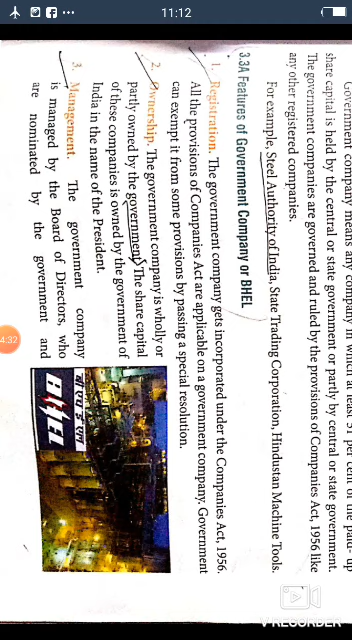 11:12
Government company means any company in which at least 51 per cent of the paid- up
share capital is held by the central or state government or partly by central or state government.
The government companies are governed and ruled by the provisions of Companies Act, 1956 like
any other registered companies.
For example, Steel Authority of India, State Trading Corporation, Hindustan Machine Tools.
3.3A Features of Government Company or BHEL
1. Registration. The government company gets incorporated under the Companies Act, 1956.
All the provisions of Companies Act are applicable on a government company. Government
can exempt it from some provisions by passing a special resolution.
2. Ownership. The government company is wholly or
partly owned by the government. The share capital
of these companies is owned by the government of
India in the name of the President.
3. Management. The government company
is managed by the Board of Directors, who
are nominated by the government and
बी एच ई एल
BHEL
4:32
V RECORDER